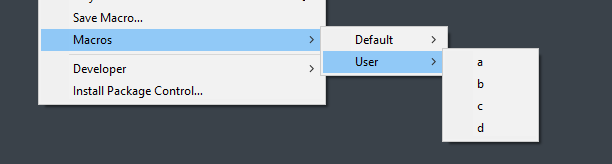 Save Macro...
Macros
Developer
Install Package Control...
Default
User
a
b
c
d